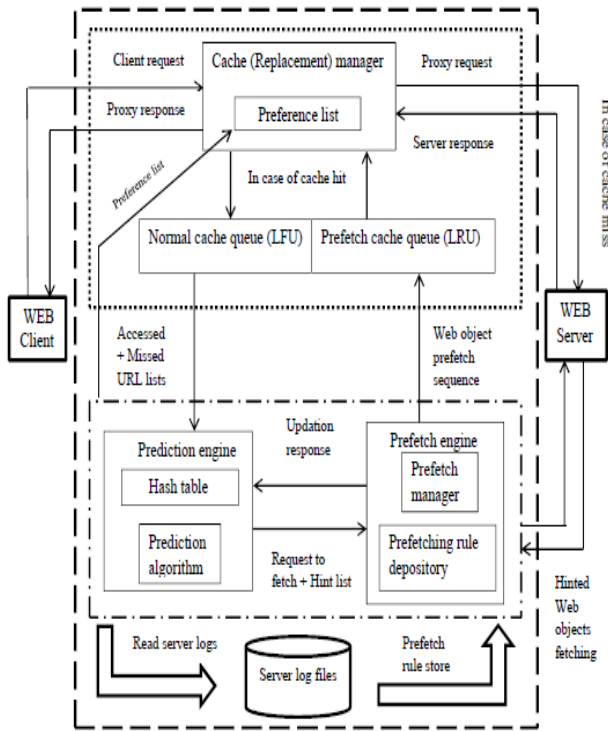 Client request
Cache (Replacement) manager
Proxy request
Proxy response
Preference list
Server response
Preference list
In case of cache hit
In case of cache miss
Normal cache queue (LFU)
Prefetch cache queue (LRU)
WEB
Client
WEB
Server
Accessed
+ Missed
URL lists
Web object
prefetch
sequence
Prediction engine
Hash table
Prediction
algorithm
Updation
response
Request to
fetch + Hint list
Prefetch engine
Prefetch
manager
Prefetching rule
depository
Hinted
Web
objects
fetching
Read server logs
Server log files
Prefetch
rule store